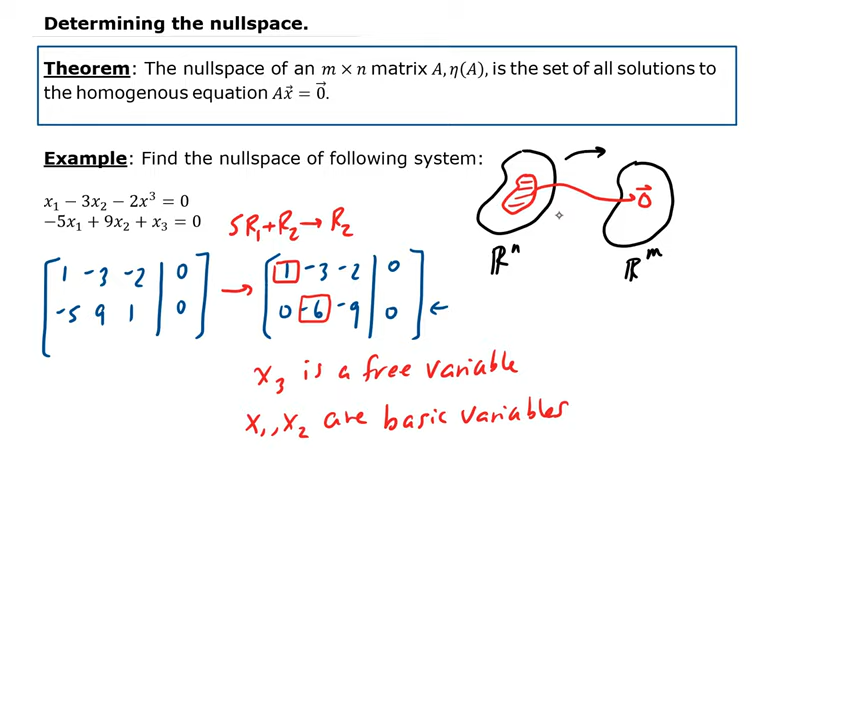 Determining the nullspace.
Theorem: The nullspace of an m × n matrix A, η(A), is the set of all solutions to
the homogenous equation Ax⃗ = 0⃗.
Example: Find the nullspace of following system:
x₁ − 3x₂ − 2x³ = 0
−5x₁ + 9x₂ + x₃ = 0
5R₁+R₂→R₂
0⃗
ℝⁿ
ℝᵐ
[1 -3 -2 | 0] → [1 -3 -2 | 0]
[-5 9 1 | 0] [0 -6 -9 | 0] ←
x₃ is a free variable
x₁, x₂ are basic variables